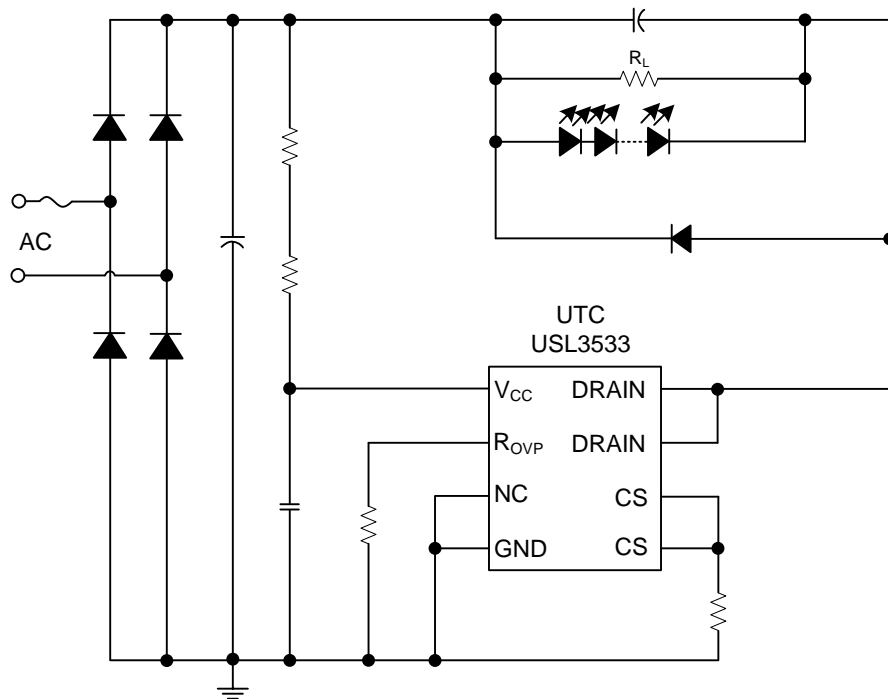 R_L
AC
UTC
USL3533
V_CC DRAIN
R_OVP DRAIN
NC CS
GND CS